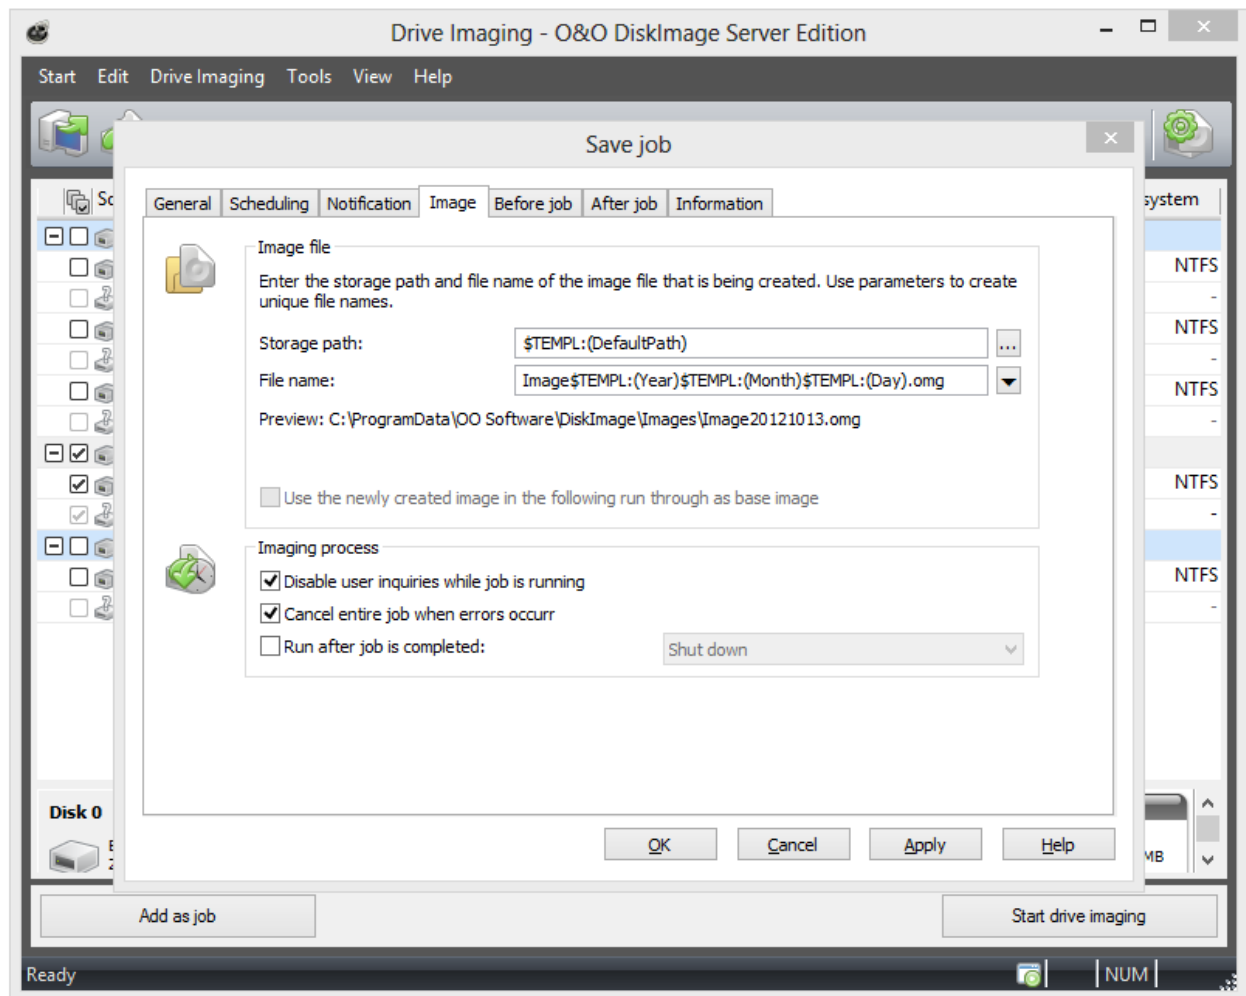 Drive Imaging - O&O DiskImage Server Edition
Start Edit Drive Imaging Tools View Help
Save job
system
General Scheduling Notification Image Before job After job Information
Image file
Enter the storage path and file name of the image file that is being created. Use parameters to create
unique file names.
Storage path: $TEMPL:(DefaultPath) ...
File name: Image$TEMPL:(Year)$TEMPL:(Month)$TEMPL:(Day).omg
Preview: C:\ProgramData\OO Software\DiskImage\Images\Image20121013.omg
Use the newly created image in the following run through as base image
Imaging process
Disable user inquiries while job is running
Cancel entire job when errors occurr
Run after job is completed: Shut down
NTFS
-
NTFS
-
NTFS
-
NTFS
-
NTFS
-
Disk 0
MB
OK Cancel Apply Help
Add as job Start drive imaging
Ready NUM